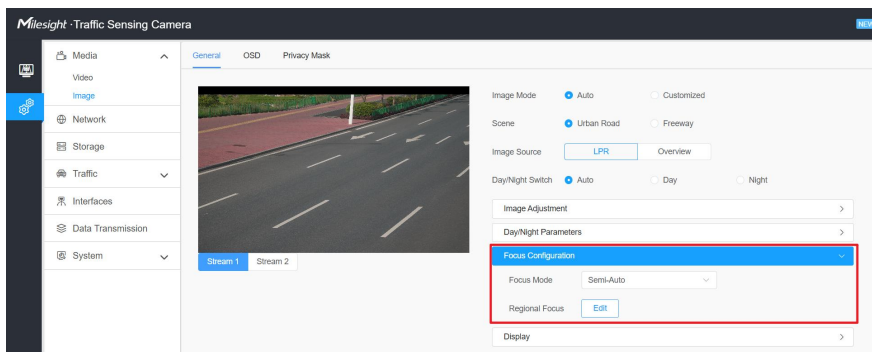 Milesight · Traffic Sensing Camera
NEW
Media
General OSD Privacy Mask
Video
Image
Network
Storage
Traffic
Interfaces
Data Transmission
System
Stream 1 Stream 2
Image Mode Auto Customized
Scene Urban Road Freeway
Image Source LPR Overview
Day/Night Switch Auto Day Night
Image Adjustment
Day/Night Parameters
Focus Configuration
Focus Mode Semi-Auto
Regional Focus Edit
Display